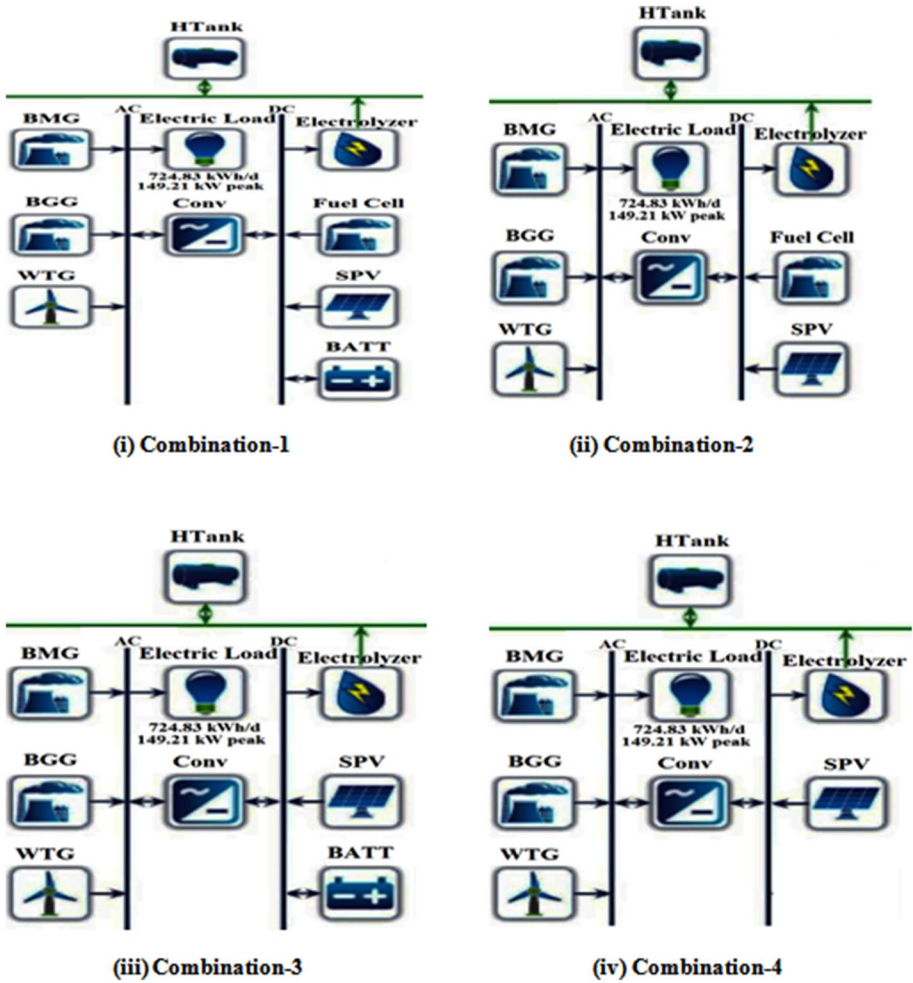 HTank
AC
DC
BMG
Electric Load
Electrolyzer
724.83 kWh/d
149.21 kW peak
BGG
Conv
Fuel Cell
WTG
SPV
BATT
(i) Combination-1
HTank
AC
DC
BMG
Electric Load
Electrolyzer
724.83 kWh/d
149.21 kW peak
BGG
Conv
Fuel Cell
WTG
SPV
(ii) Combination-2
HTank
AC
DC
BMG
Electric Load
Electrolyzer
724.83 kWh/d
149.21 kW peak
BGG
Conv
SPV
WTG
BATT
(iii) Combination-3
HTank
AC
DC
BMG
Electric Load
Electrolyzer
724.83 kWh/d
149.21 kW peak
BGG
Conv
SPV
WTG
(iv) Combination-4